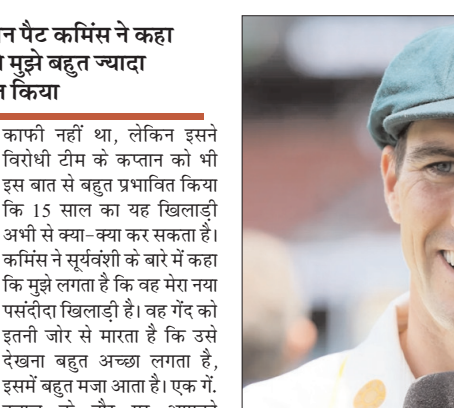 पैट कमिंस ने कहा
मुझे बहुत ज्यादा
किया
काफी नहीं था, लेकिन इसने
विरोधी टीम के कप्तान को भी
इस बात से बहुत प्रभावित किया
कि 15 साल का यह खिलाड़ी
अभी से क्या-क्या कर सकता है।
कमिंस ने सूर्यवंशी के बारे में कहा
कि मुझे लगता है कि वह मेरा नया
पसंदीदा खिलाड़ी है। वह गेंद को
इतनी जोर से मारता है कि उसे
देखना बहुत अच्छा लगता है,
इसमें बहुत मजा आता है। एक गें.